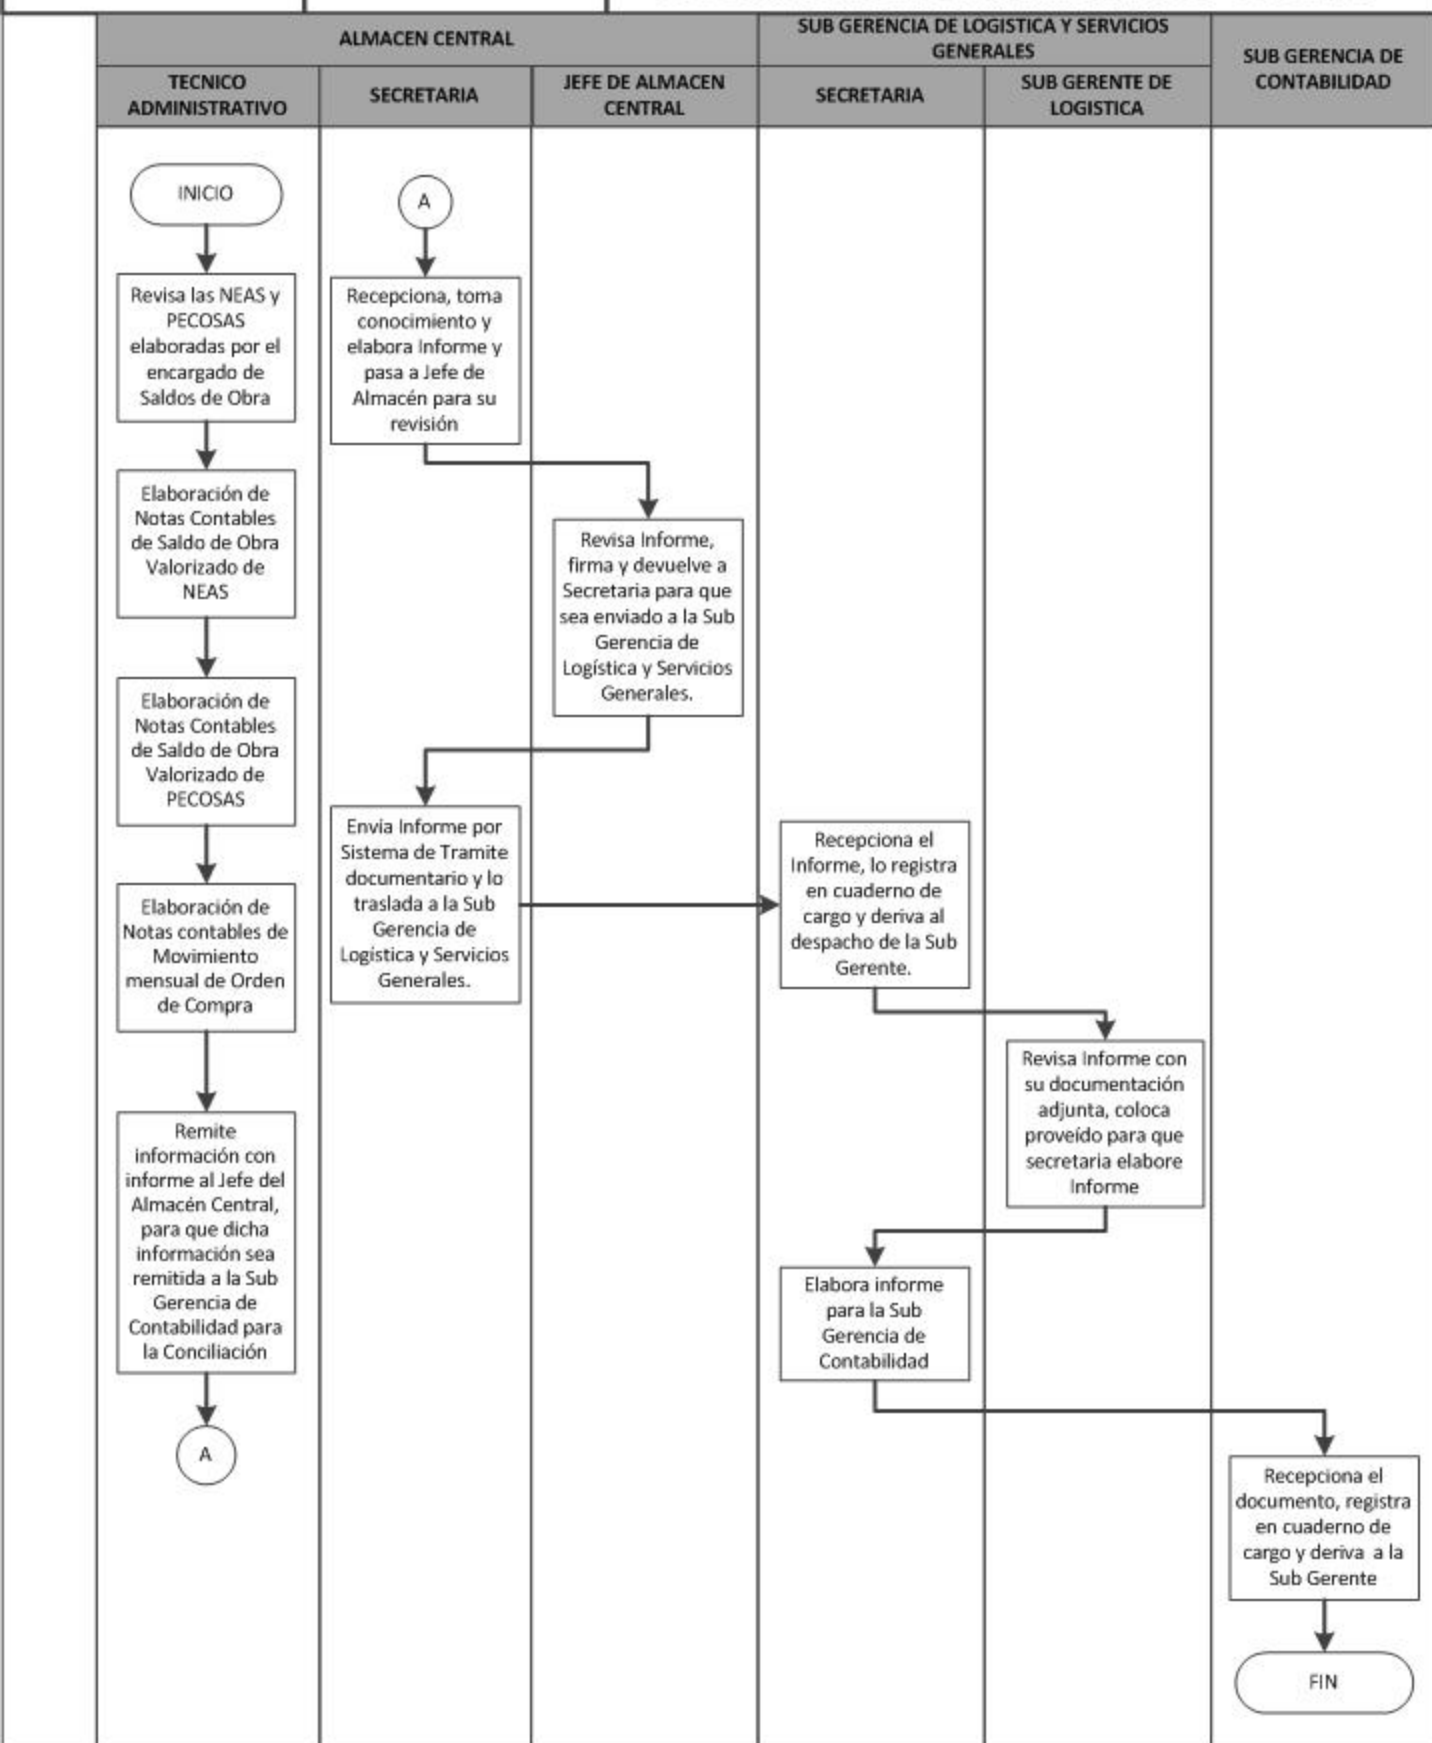 ALMACEN CENTRAL
SUB GERENCIA DE LOGISTICA Y SERVICIOS
GENERALES
SUB GERENCIA DE
CONTABILIDAD
TECNICO
ADMINISTRATIVO
SECRETARIA
JEFE DE ALMACEN
CENTRAL
SECRETARIA
SUB GERENTE DE
LOGISTICA
INICIO
Revisa las NEAS y
PECOSAS
elaboradas por el
encargado de
Saldos de Obra
Elaboración de
Notas Contables
de Saldo de Obra
Valorizado de
NEAS
Elaboración de
Notas Contables
de Saldo de Obra
Valorizado de
PECOSAS
Elaboración de
Notas contables de
Movimiento
mensual de Orden
de Compra
Remite
información con
informe al Jefe del
Almacén Central,
para que dicha
información sea
remitida a la Sub
Gerencia de
Contabilidad para
la Conciliación
A
A
Recepciona, toma
conocimiento y
elabora Informe y
pasa a Jefe de
Almacén para su
revisión
Revisa Informe,
firma y devuelve a
Secretaria para que
sea enviado a la Sub
Gerencia de
Logística y Servicios
Generales.
Envía Informe por
Sistema de Tramite
documentario y lo
traslada a la Sub
Gerencia de
Logística y Servicios
Generales.
Recepciona el
Informe, lo registra
en cuaderno de
cargo y deriva al
despacho de la Sub
Gerente.
Revisa Informe con
su documentación
adjunta, coloca
proveído para que
secretaria elabore
Informe
Elabora informe
para la Sub
Gerencia de
Contabilidad
Recepciona el
documento, registra
en cuaderno de
cargo y deriva a la
Sub Gerente
FIN